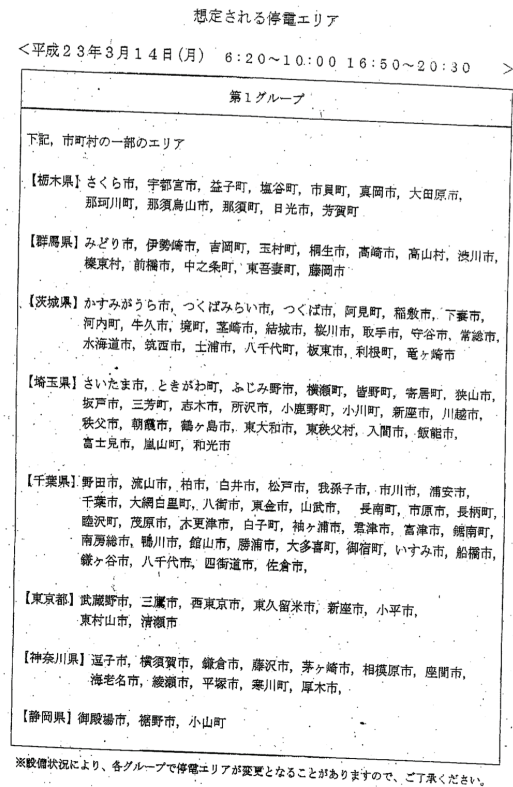 想定される停電エリア
<平成23年3月14日(月) 6:20~10:00 16:50~20:30 >
第1グループ
下記,市町村の一部のエリア
【栃木県】さくら市,宇都宮市,益子町,塩谷町,市貝町,真岡市,大田原市,
那珂川町,那須烏山市,那須町,日光市,芳賀町
【群馬県】みどり市,伊勢崎市,吉岡町,玉村町,桐生市,高崎市,高山村,渋川市,
榛東村,前橋市,中之条町,東吾妻町,藤岡市
【茨城県】かすみがうら市,つくばみらい市,つくば市,阿見町,稲敷市,下妻市,
河内町,牛久市,境町,茎崎市,結城市,桜川市,取手市,守谷市,常総市,
水海道市,筑西市,土浦市,八千代町,坂東市,利根町,竜ヶ崎市
【埼玉県】さいたま市,ときがわ町,ふじみ野市,横瀬町,皆野町,寄居町,狭山市,
坂戸市,三芳町,志木市,所沢市,小鹿野町,小川町,新座市,川越市,
秩父市,朝霞市,鶴ヶ島市,東大和市,東秩父村,入間市,飯能市,
富士見市,嵐山町,和光市
【千葉県】野田市,流山市,柏市,白井市,松戸市,我孫子市,市川市,浦安市,
千葉市,大網白里町,八街市,東金市,山武市, 長南町,市原市,長柄町,
睦沢町,茂原市,木更津市,白子町,袖ヶ浦市,君津市,富津市,鋸南町,
南房総市,鴨川市,館山市,勝浦市,大多喜町,御宿町,いすみ市,船橋市,
鎌ヶ谷市,八千代市,四街道市,佐倉市,
【東京都】武蔵野市,三鷹市,西東京市,東久留米市,新座市,小平市,
東村山市,清瀬市
【神奈川県】逗子市,横須賀市,鎌倉市,藤沢市,茅ヶ崎市,相模原市,座間市,
海老名市,綾瀬市,平塚市,寒川町,厚木市,
【静岡県】御殿場市,裾野市,小山町
※設備状況により、各グループで停電エリアが変更となることがありますので、ご了承ください。